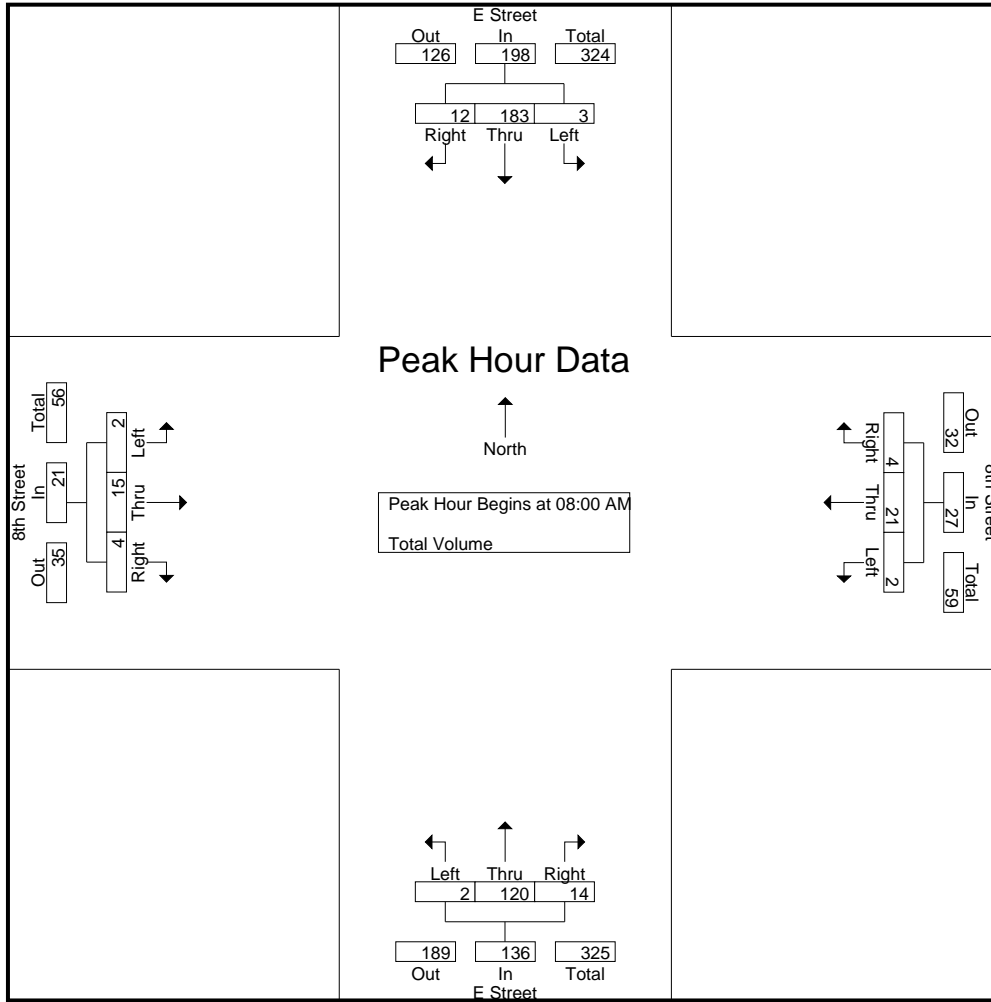 E Street
Out In Total
126 198 324
12 183 3
Right Thru Left
Peak Hour Data
North
Peak Hour Begins at 08:00 AM
Total Volume
8th Street
Out In Total
35 21 56
Left Thru Right
2 15 4
8th Street
Out In Total
32 27 59
Right Thru Left
4 21 2
Left Thru Right
2 120 14
189 136 325
Out In Total
E Street